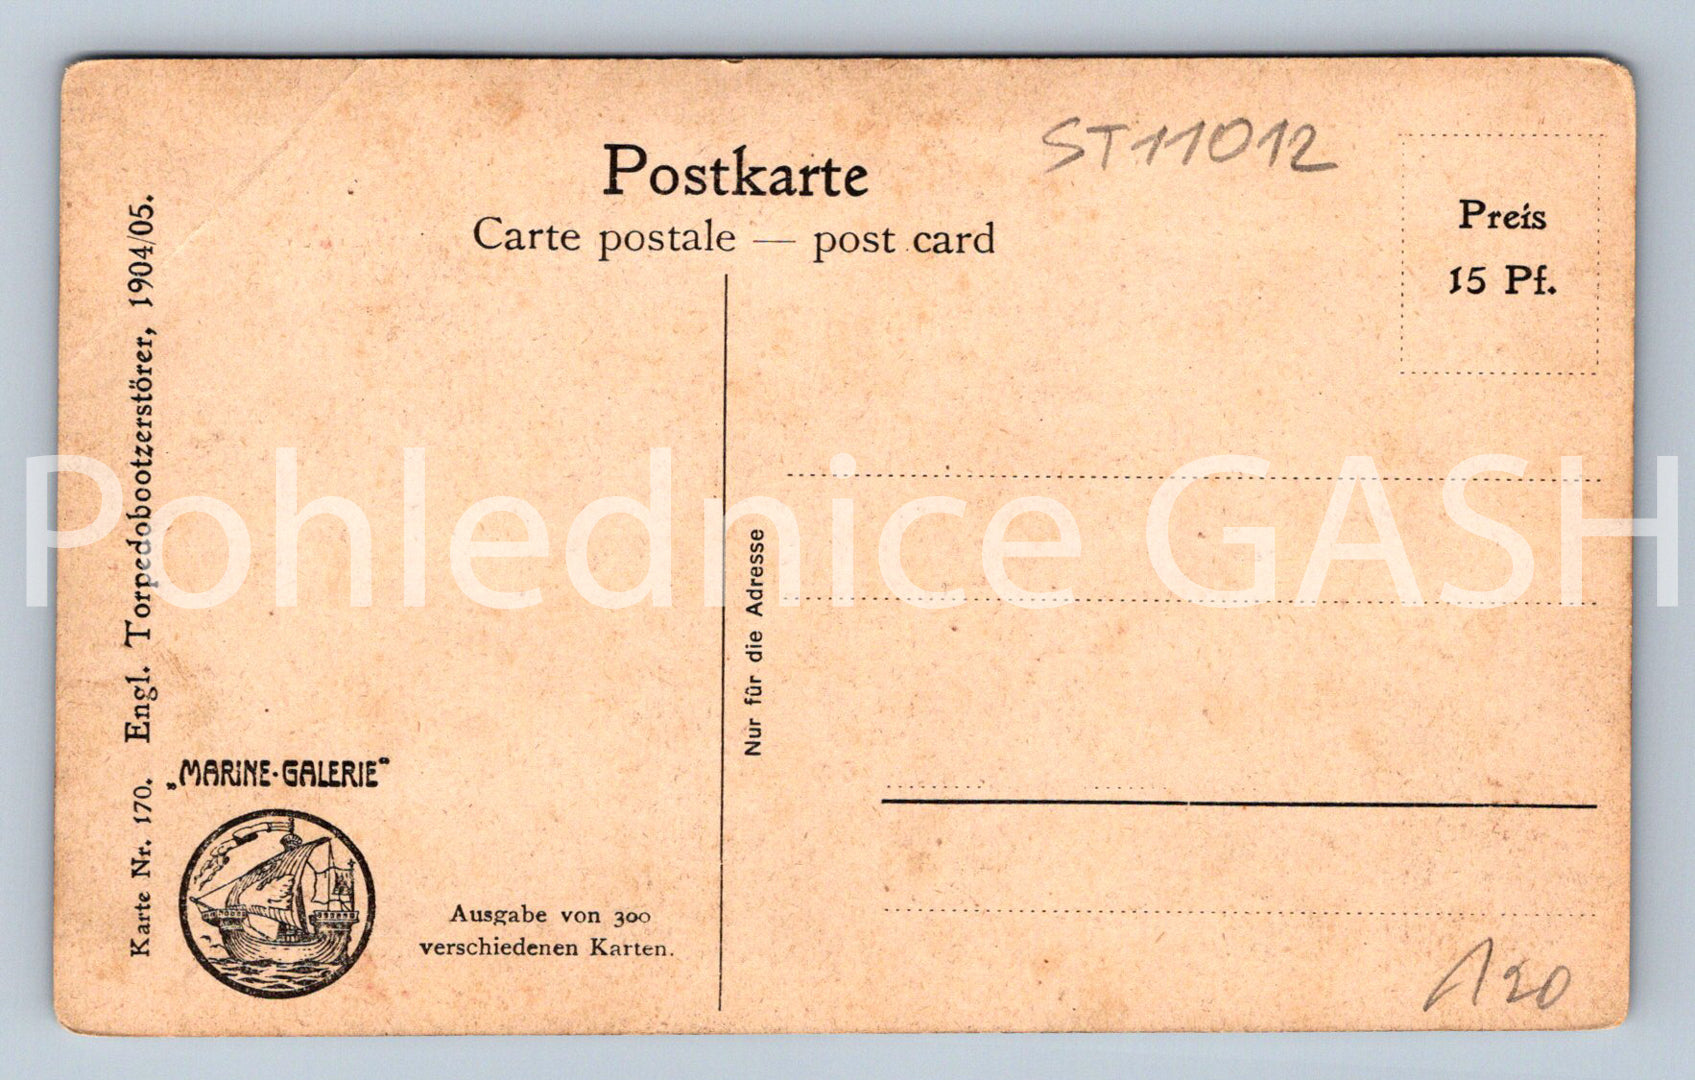 Postkarte
Carte postale — post card
ST11012
Preis
15 Pf.
Karte Nr. 170. Engl. Torpedobootzerstörer, 1904/05.
Pohlednice GASH
Nur für die Adresse
„MARINE-GALERIE“
Ausgabe von 300
verschiedenen Karten.
120